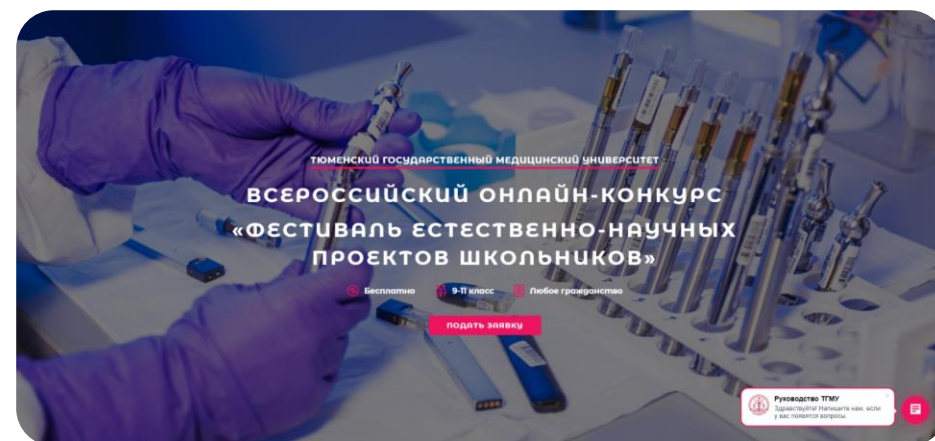 ТЮМЕНСКИЙ ГОСУДАРСТВЕННЫЙ МЕДИЦИНСКИЙ УНИВЕРСИТЕТ
ВСЕРОССИЙСКИЙ ОНЛАЙН-КОНКУРС
«ФЕСТИВАЛЬ ЕСТЕСТВЕННО-НАУЧНЫХ
ПРОЕКТОВ ШКОЛЬНИКОВ»
Бесплатно 9-11 класс Любое гражданство
ПОДАТЬ ЗАЯВКУ
Руководство ТГМУ
Здравствуйте! Напишите нам, если
у вас появятся вопросы